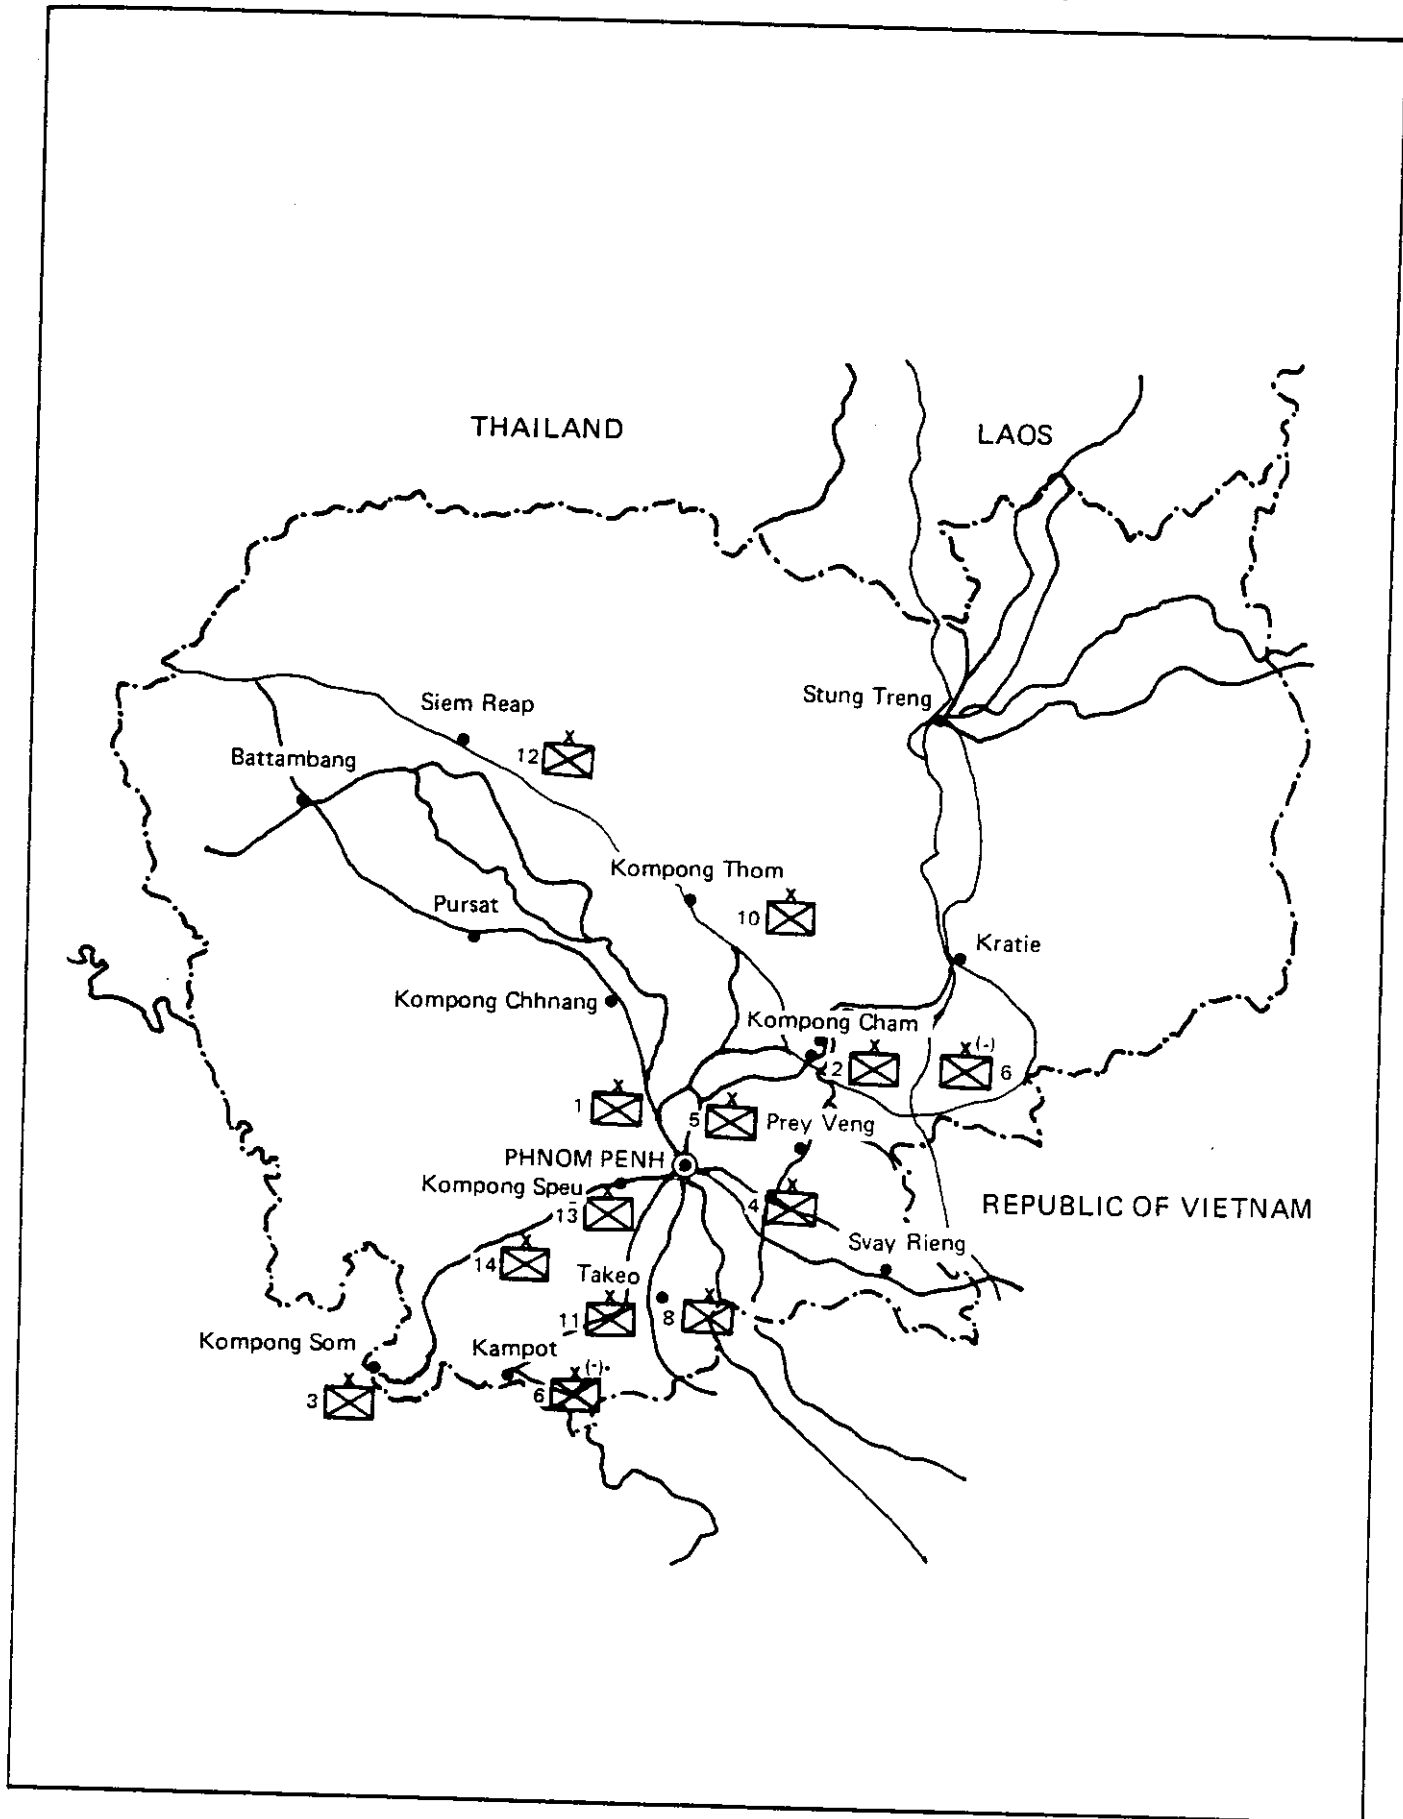 THAILAND
LAOS
Siem Reap
Stung Treng
12 X
Battambang
Kompong Thom
Pursat
10 X
Kratie
Kompong Chhnang
Kompong Cham
2 X
X (-) 6
1 X
5 X
Prey Veng
PHNOM PENH
Kompong Speu
13 X
4 X
REPUBLIC OF VIETNAM
Svay Rieng
14 X
Takeo
11 X
8 X
Kompong Som
Kampot
3 X
6 X (-)